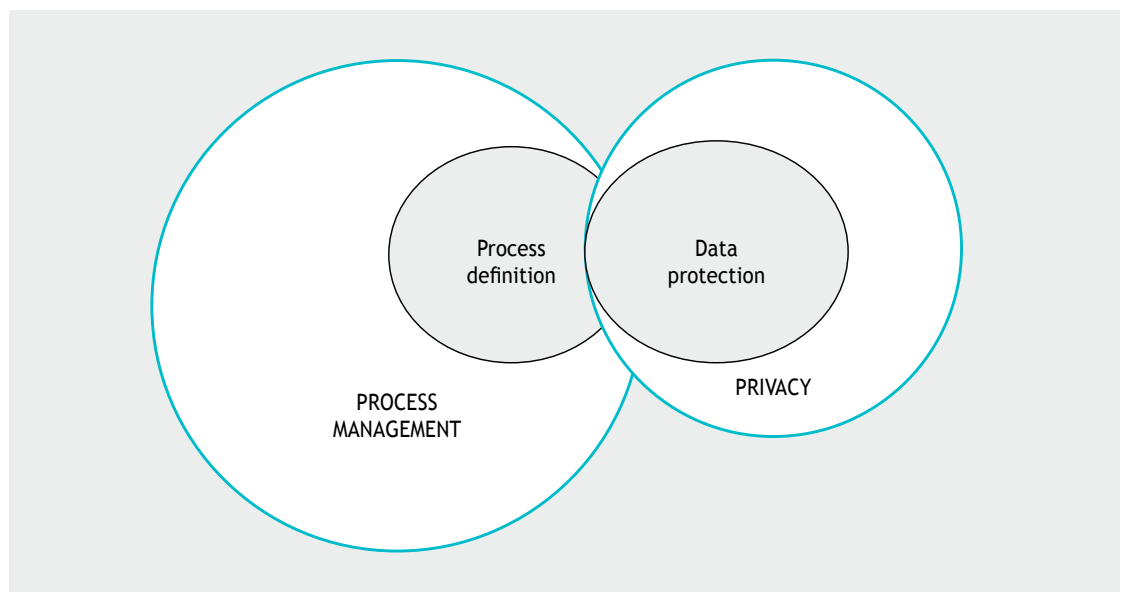 Process
definition
Data
protection
PROCESS
MANAGEMENT
PRIVACY